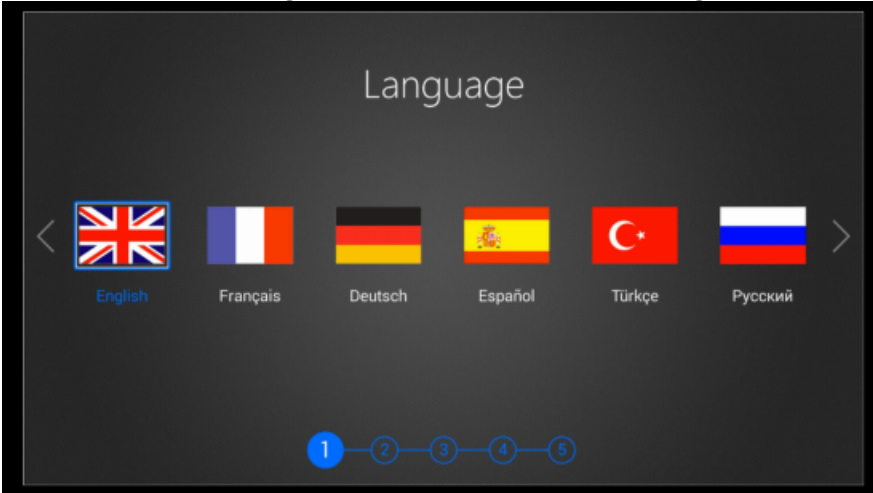 Language
English Français Deutsch Español Türkçe Русский
1 2 3 4 5